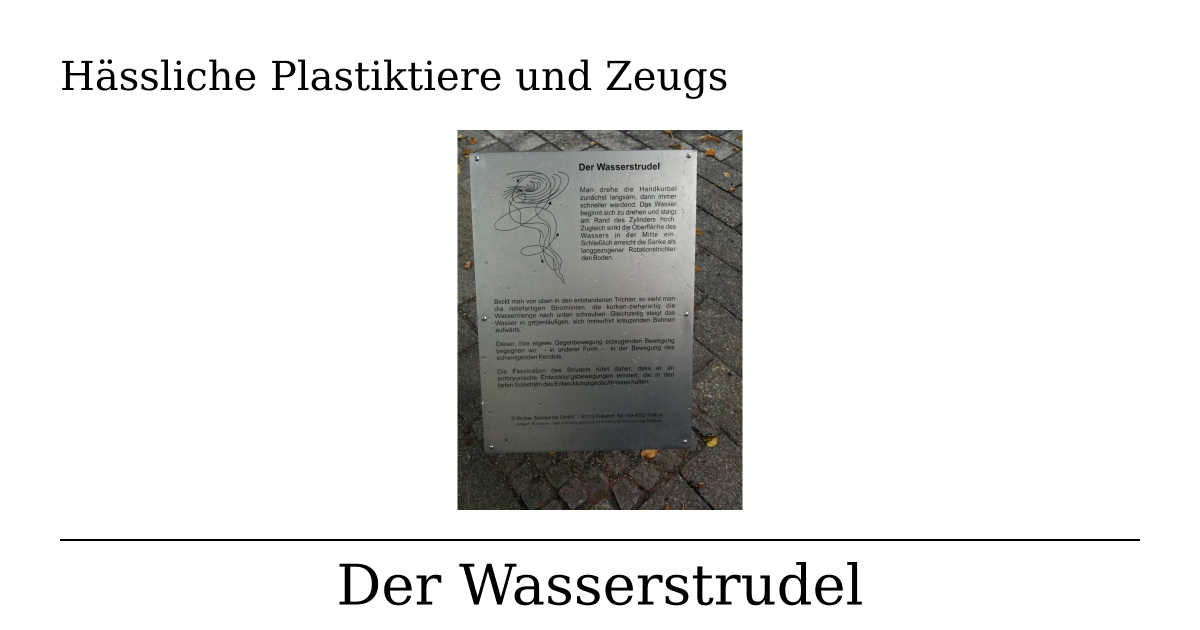 Hässliche Plastiktiere und Zeugs
Der Wasserstrudel
Man drehe die Handkurbel
zunächst langsam, dann immer
schneller werdend. Das Wasser
beginnt sich zu drehen und steigt
am Rand des Zylinders hoch.
Zugleich sinkt die Oberfläche des
Wassers in der Mitte ein.
Schließlich erreicht die Senke als
langgezogener Rotationstrichter
den Boden.
Blickt man von oben in den entstandenen Trichter, so sieht man
die reliefartigen Stromlinien, die korken-zieherartig die
Wassermenge nach unten schrauben. Gleichzeitig steigt das
Wasser in gegenläufigen, sich immerfort kreuzenden Bahnen
aufwärts.
Dieser, ihre eigene Gegenbewegung erzeugenden Bewegung
begegnen wir - in anderer Form - in der Bewegung des
schwingenden Pendels.
Die Faszination des Strudels rührt daher, dass er an
embryonische Entwicklungsbewegungen erinnert, die in den
tiefen Schichten des Entwicklungsgedächtnisses haften.
© Richter Spielgeräte GmbH
Der Wasserstrudel